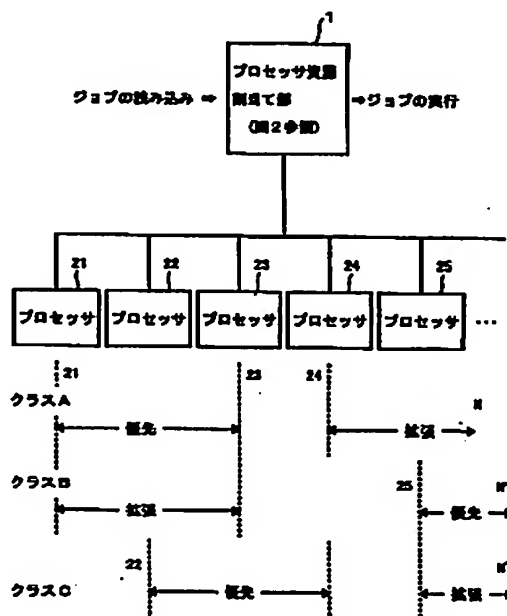 1
プロセッサ資源
割当て部
(図2参照)
ジョブの読み込み ⇒
⇒ジョブの実行
21
22
23
24
25
プロセッサ
プロセッサ
プロセッサ
プロセッサ
プロセッサ
...
21
23
24
クラスA
優先
拡張
N
クラスB
拡張
25
優先
クラスC
22
優先
拡張